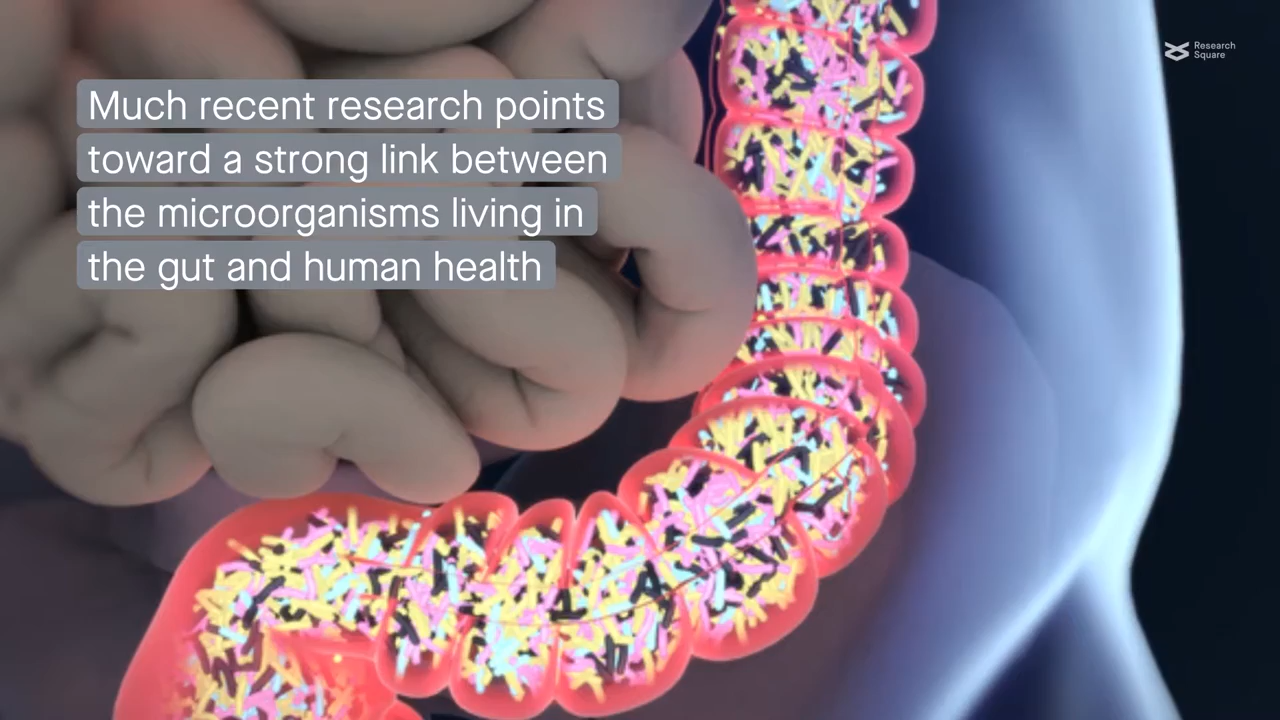 Much recent research points
toward a strong link between
the microorganisms living in
the gut and human health
Research
Square